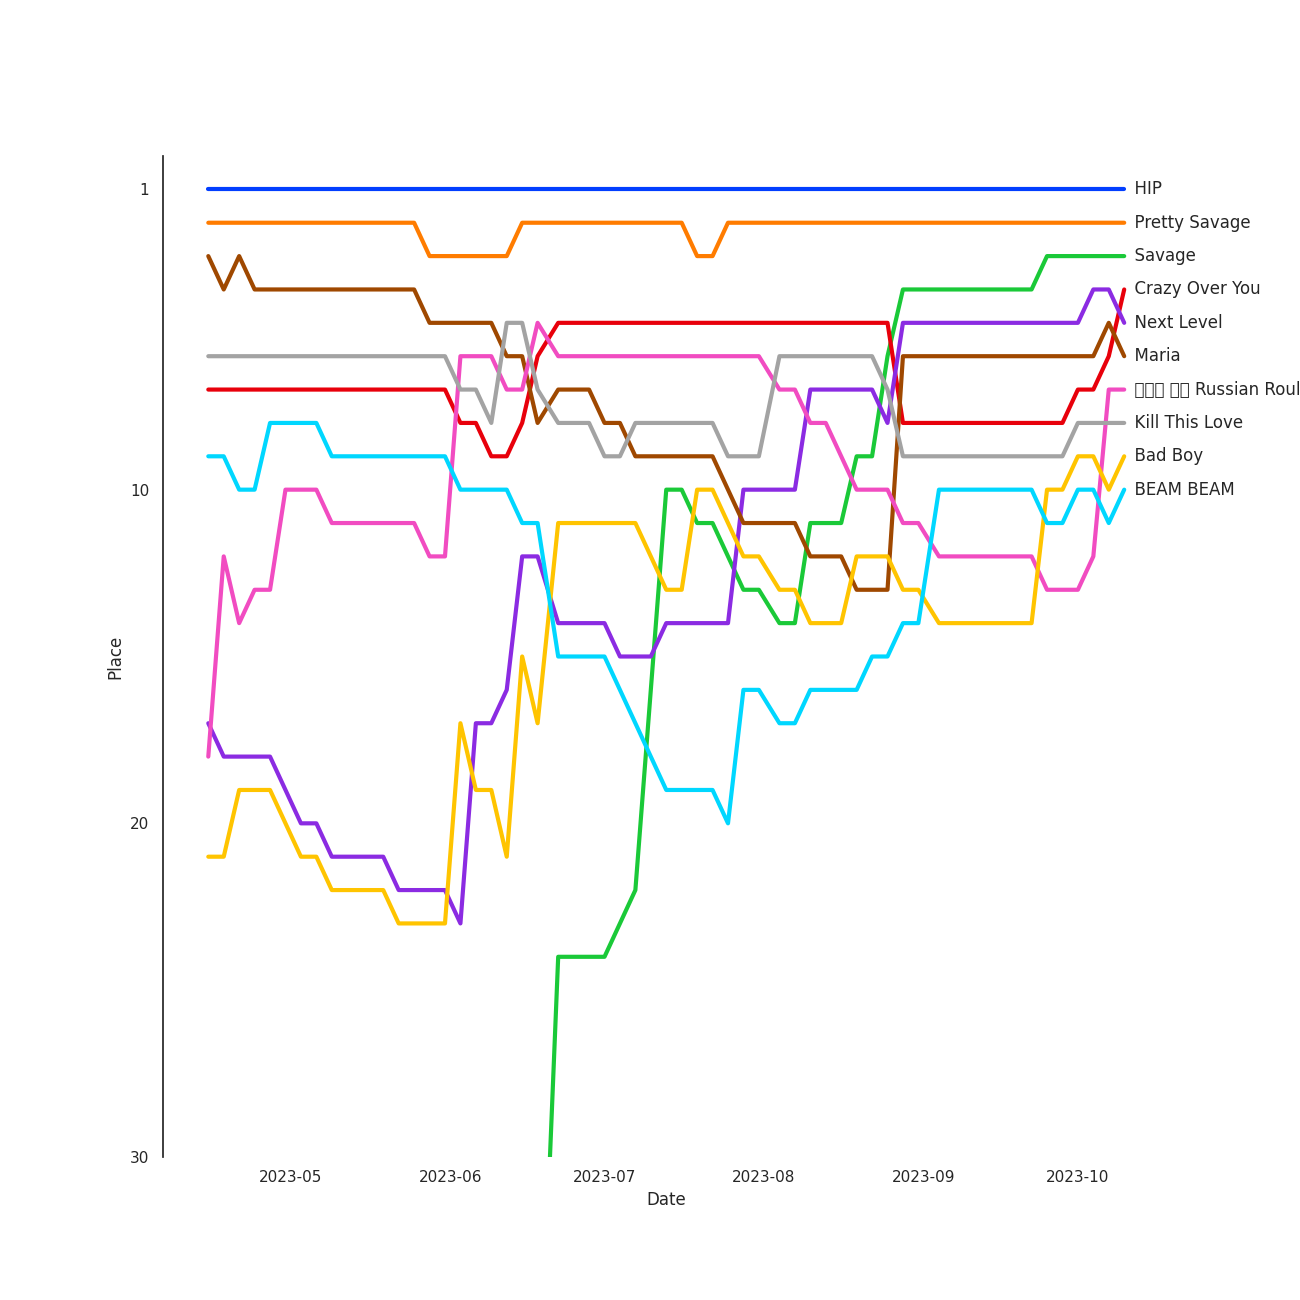 1
HIP
Pretty Savage
Savage
Crazy Over You
Next Level
Maria
Russian Roul
Kill This Love
Bad Boy
10
BEAM BEAM
Place
20
30
2023-05
2023-06
2023-07
2023-08
2023-09
2023-10
Date